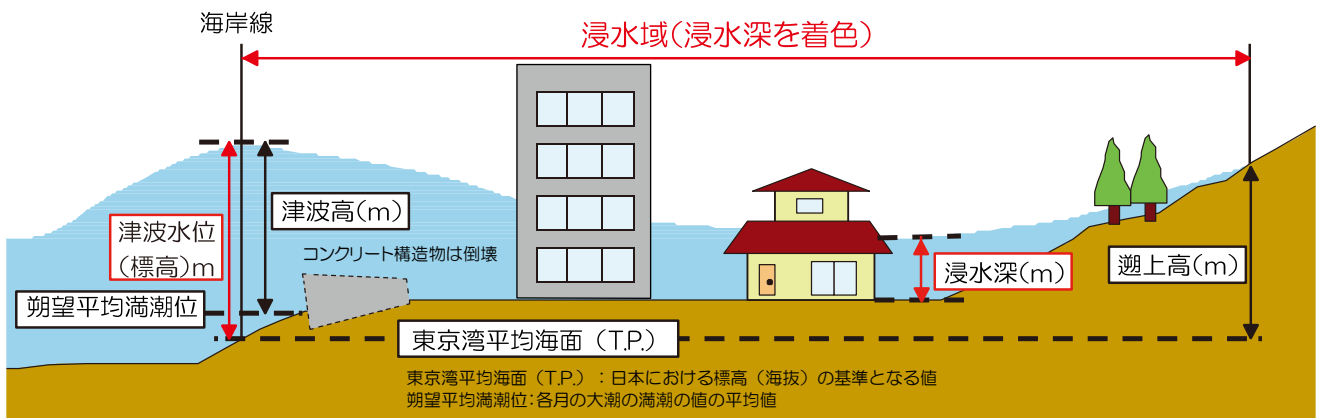 海岸線
浸水域(浸水深を着色)
津波高(m)
津波水位
(標高)m
コンクリート構造物は倒壊
浸水深(m)
遡上高(m)
朔望平均満潮位
東京湾平均海面(T.P.)
東京湾平均海面(T.P.):日本における標高(海抜)の基準となる値
朔望平均満潮位:各月の大潮の満潮の値の平均値